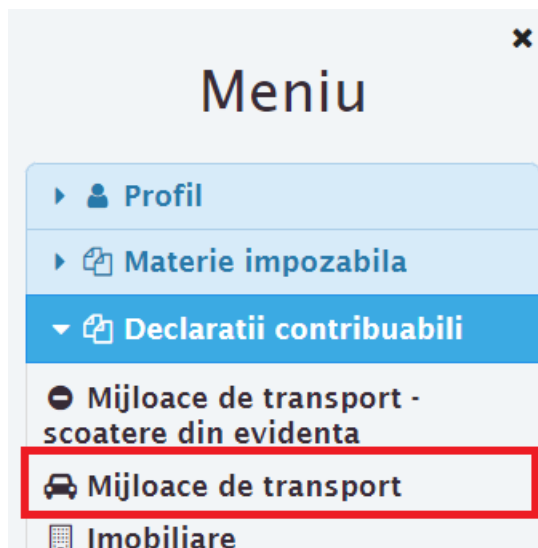 Meniu
Profil
Materie impozabila
Declaratii contribuabili
Mijloace de transport -
scoatere din evidenta
Mijloace de transport
Imobiliare